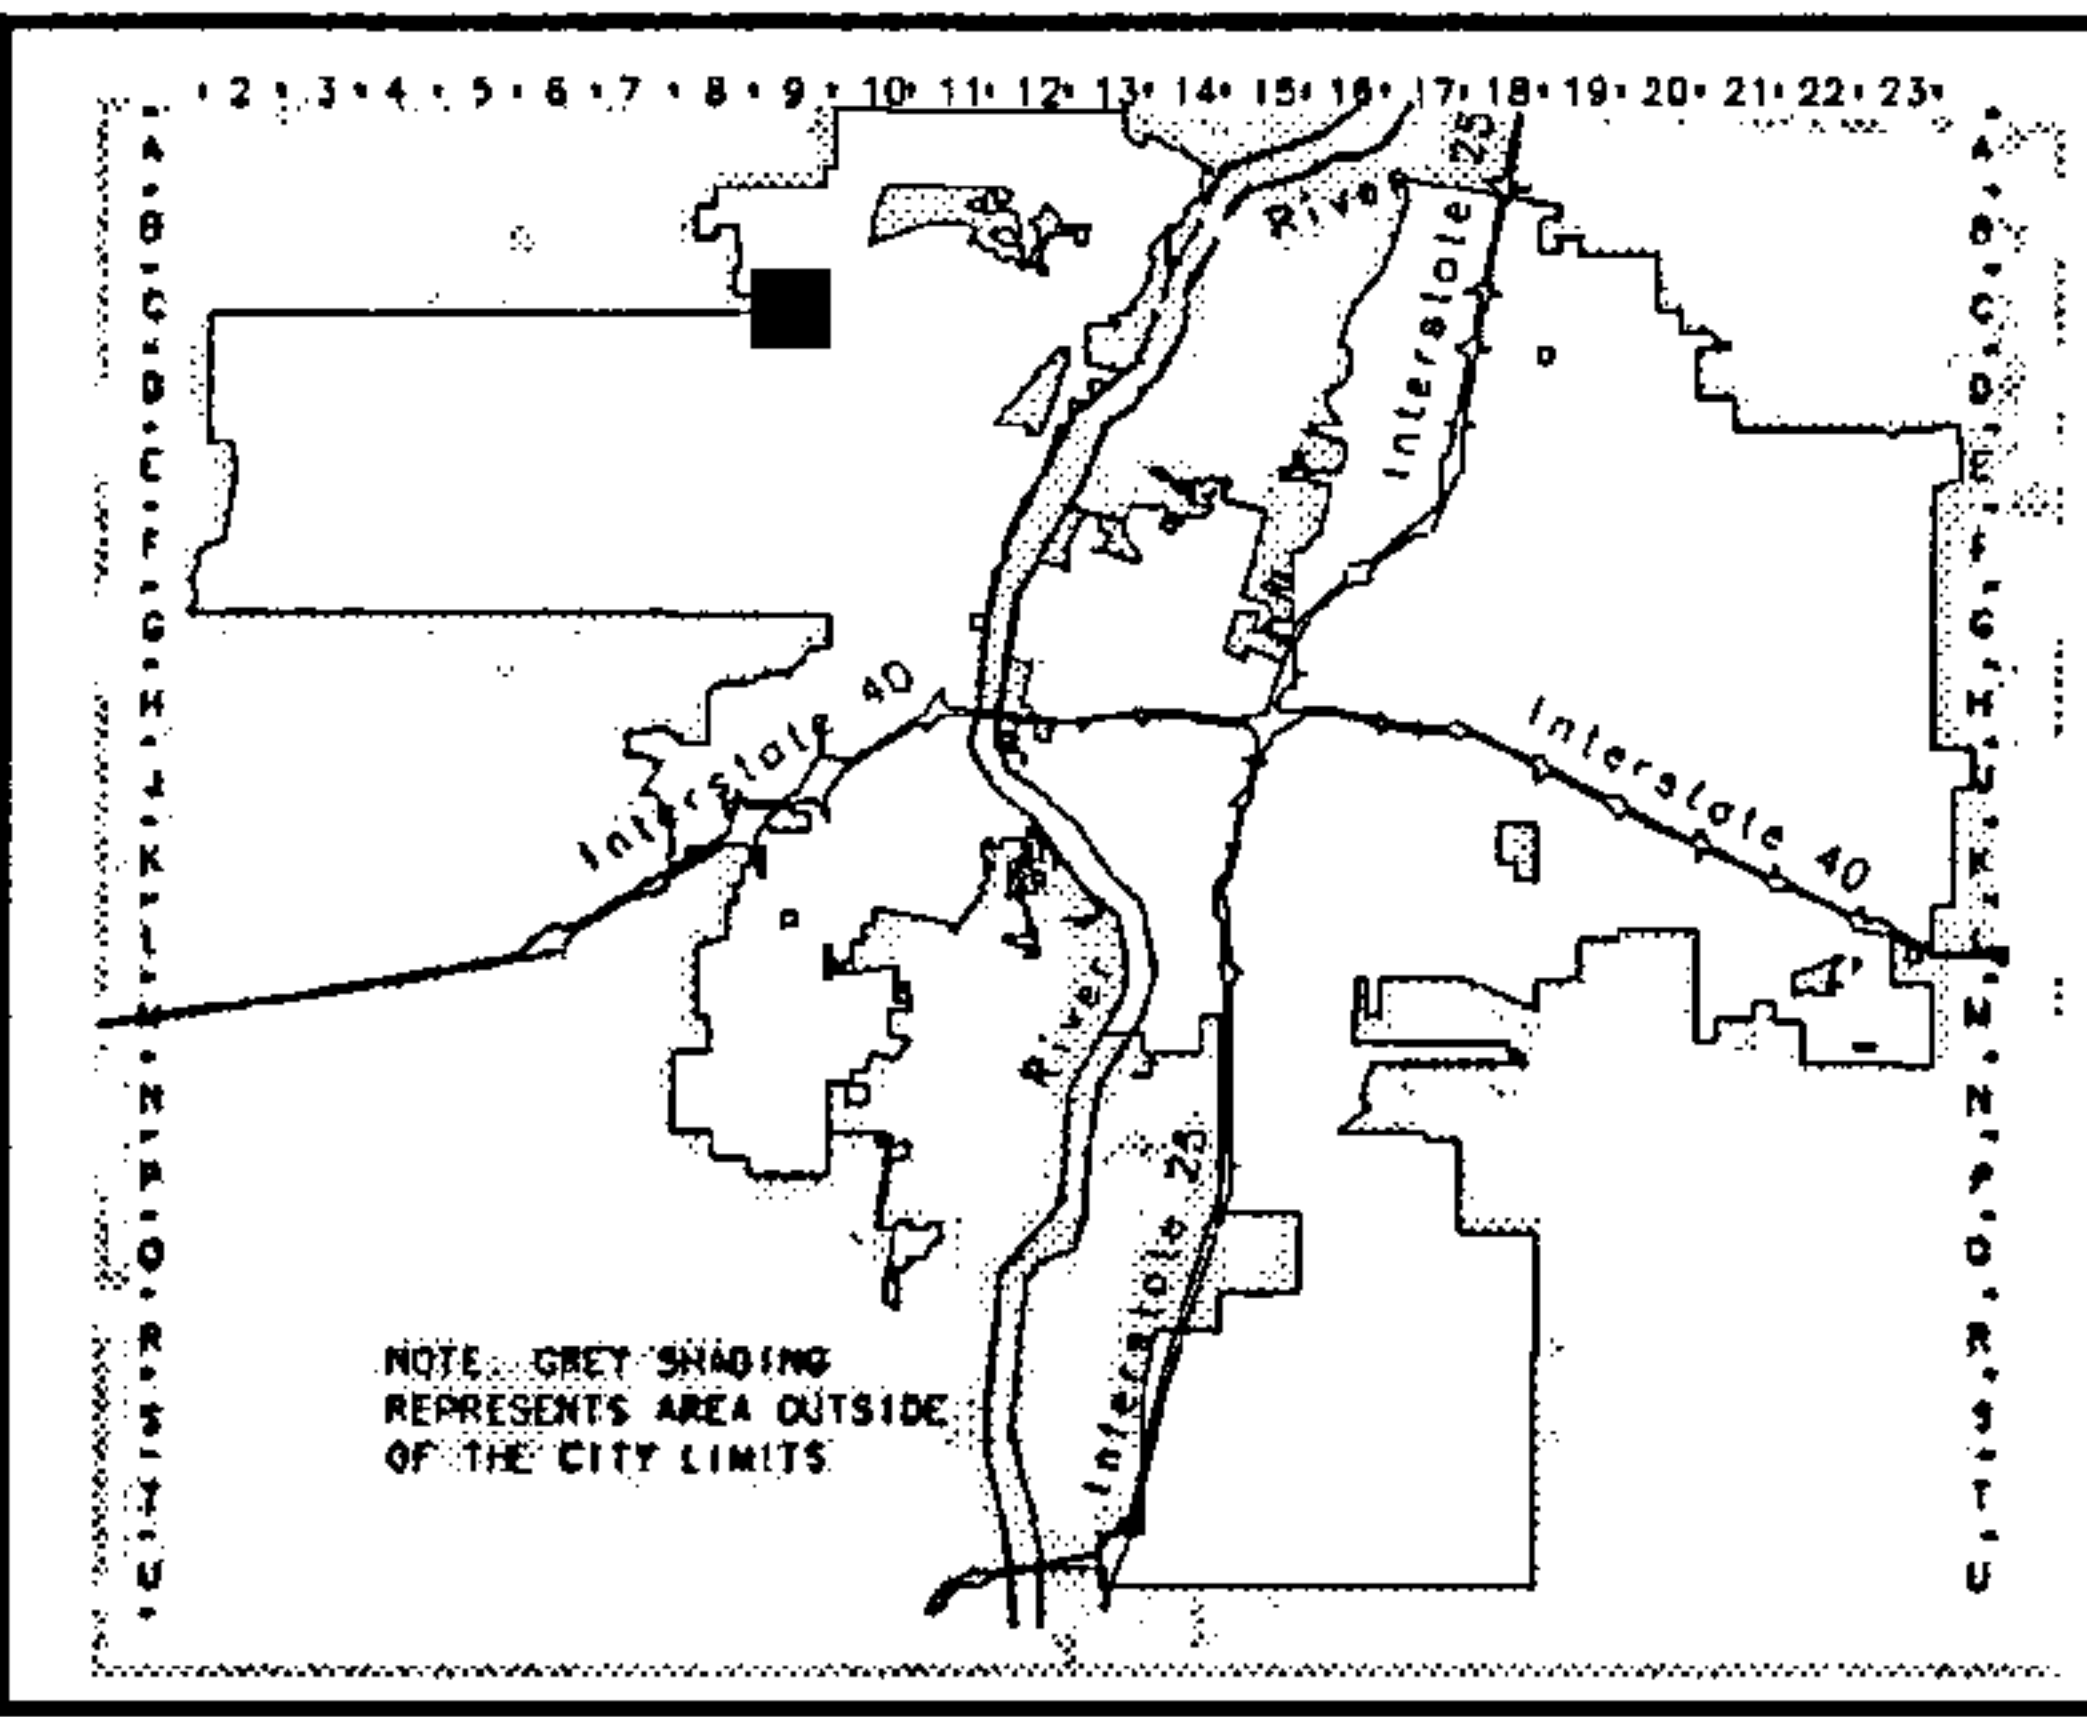 2 3 4 5 6 7 8 9 10 11 12 13 14 15 16 17 18 19 20 21 22 23
A A
B B
C C
D D
E E
F F
G G
H H
J J
K K
L L
M M
N N
P P
Q Q
R R
S S
T T
U U
River
Interstate 25
Interstate 40
Interstate 40
River
Interstate 25
NOTE: GREY SHADING
REPRESENTS AREA OUTSIDE
OF THE CITY LIMITS